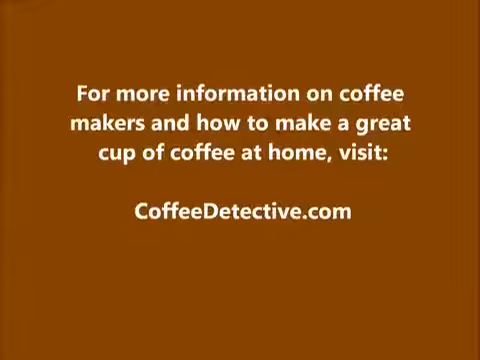 For more information on coffee
makers and how to make a great
cup of coffee at home, visit:
CoffeeDetective.com